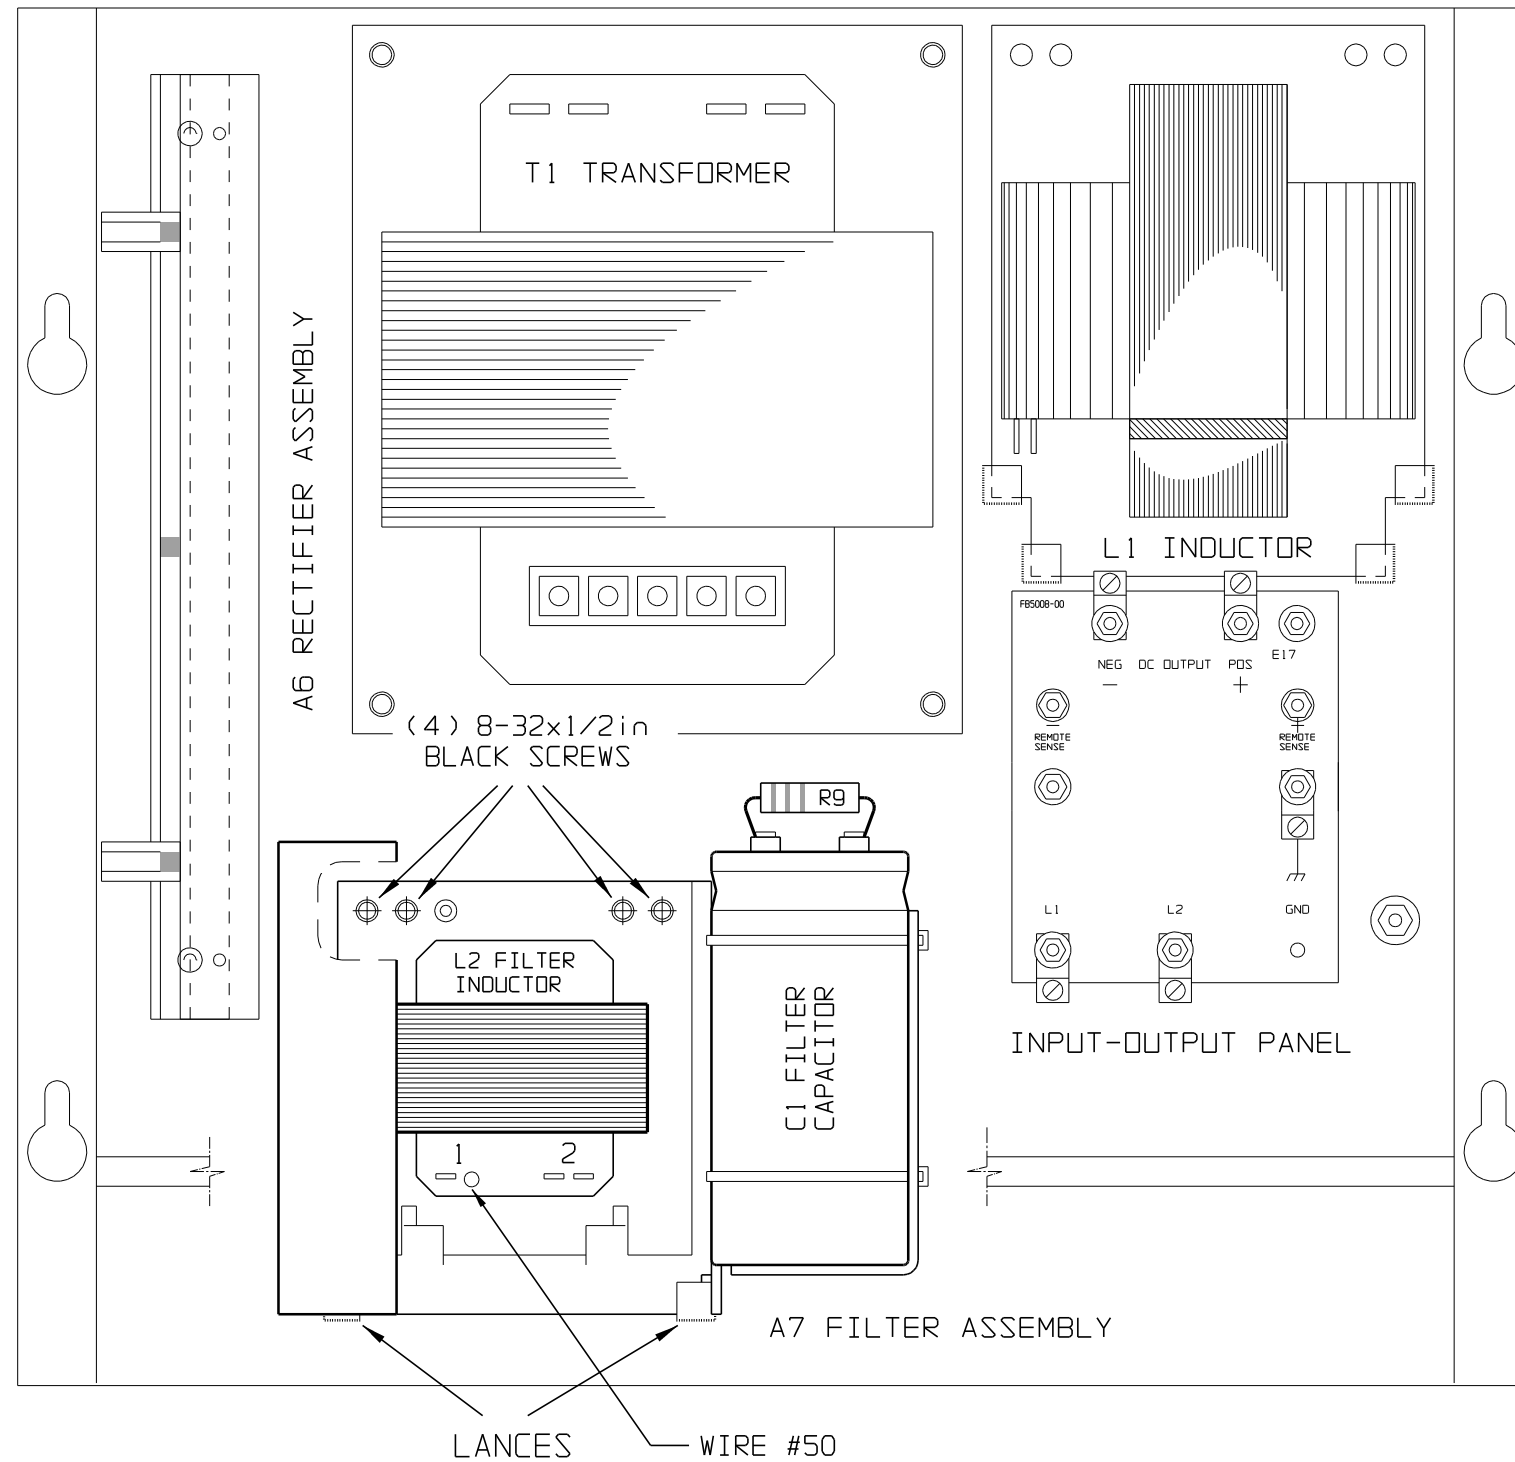 T1 TRANSFORMER
A6 RECTIFIER ASSEMBLY
L1 INDUCTOR
FB5008-00
NEG DC OUTPUT POS
E17
— +
– +
REMOTE
SENSE
REMOTE
SENSE
L1 L2 GND
INPUT-OUTPUT PANEL
(4) 8-32x1/2in
BLACK SCREWS
R9
L2 FILTER
INDUCTOR
C1 FILTER
CAPACITOR
1 2
A7 FILTER ASSEMBLY
LANCES
WIRE #50